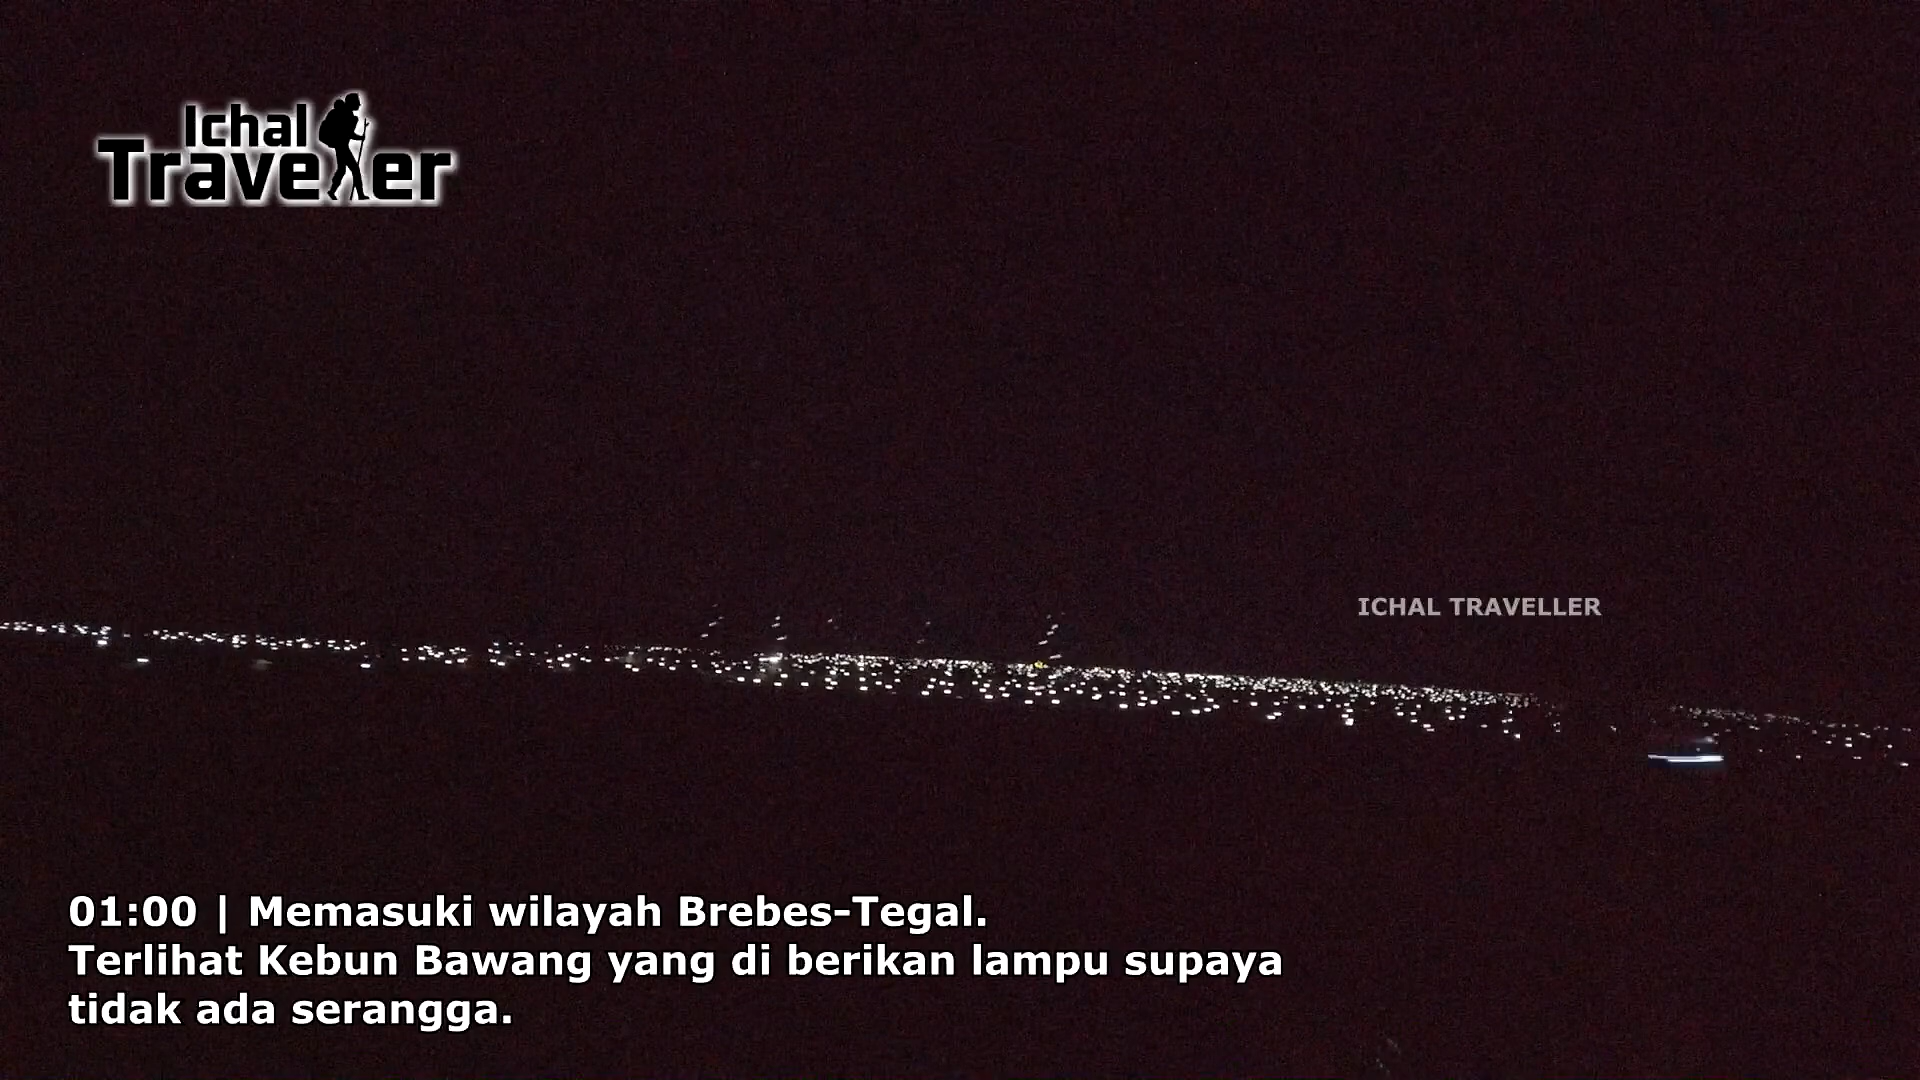 Ichal
Traveller
ICHAL TRAVELLER
01:00 | Memasuki wilayah Brebes-Tegal.
Terlihat Kebun Bawang yang di berikan lampu supaya
tidak ada serangga.